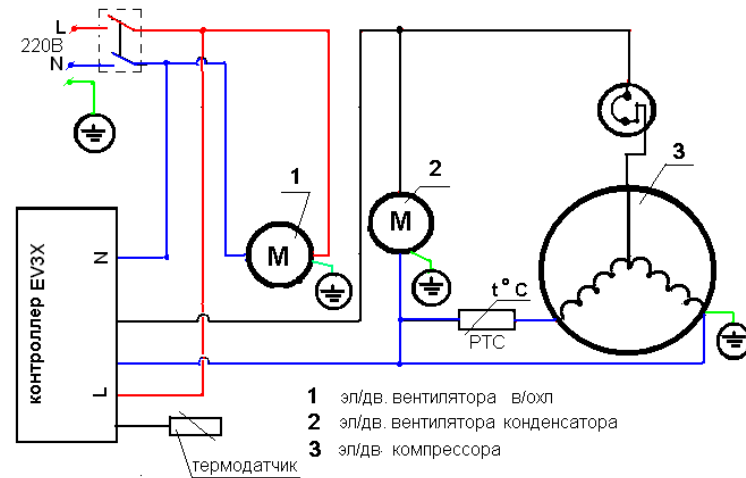 L
220В
N
1
2
3
М
М
контроллер EV3X
N
L
t°C
РТС
термодатчик
1 эл/дв. вентилятора в/охл
2 эл/дв. вентилятора конденсатора
3 эл/дв. компрессора